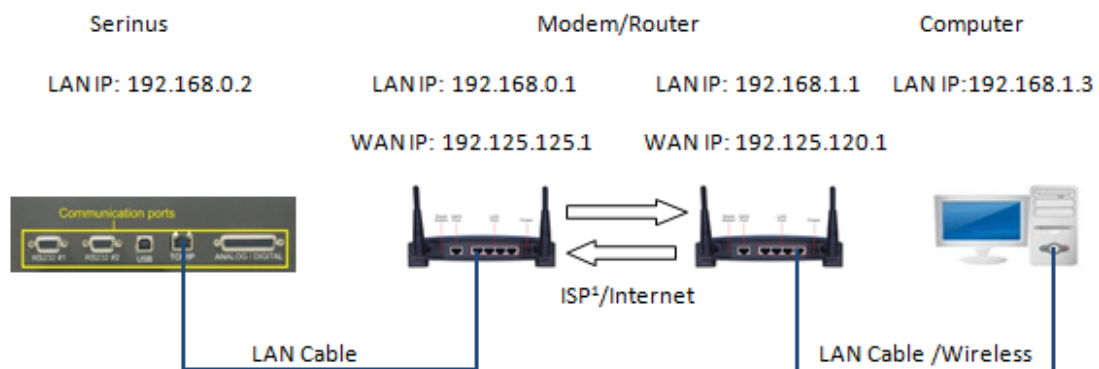 Serinus Modem/Router Computer
LAN IP: 192.168.0.2 LAN IP: 192.168.0.1 LAN IP: 192.168.1.1 LAN IP:192.168.1.3
WAN IP: 192.125.125.1 WAN IP: 192.125.120.1
Communication ports
RS232 #1 RS232 #2 USB TCP/IP ANALOG / DIGITAL
ISP¹/Internet
LAN Cable LAN Cable /Wireless